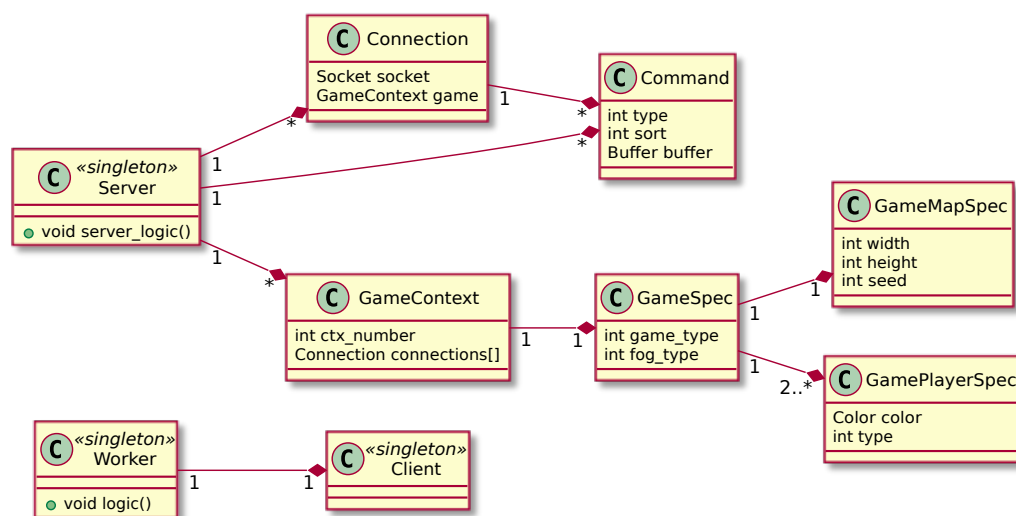 C Connection
Socket socket
GameContext game
1
*
C Command
int type
int sort
Buffer buffer
1
*
1
*
C «singleton»
Server
void server_logic()
1
*
C GameContext
int ctx_number
Connection connections[]
1
1
C GameSpec
int game_type
int fog_type
1
1
C GameMapSpec
int width
int height
int seed
1
2..*
C GamePlayerSpec
Color color
int type
C «singleton»
Worker
void logic()
1
1
C «singleton»
Client